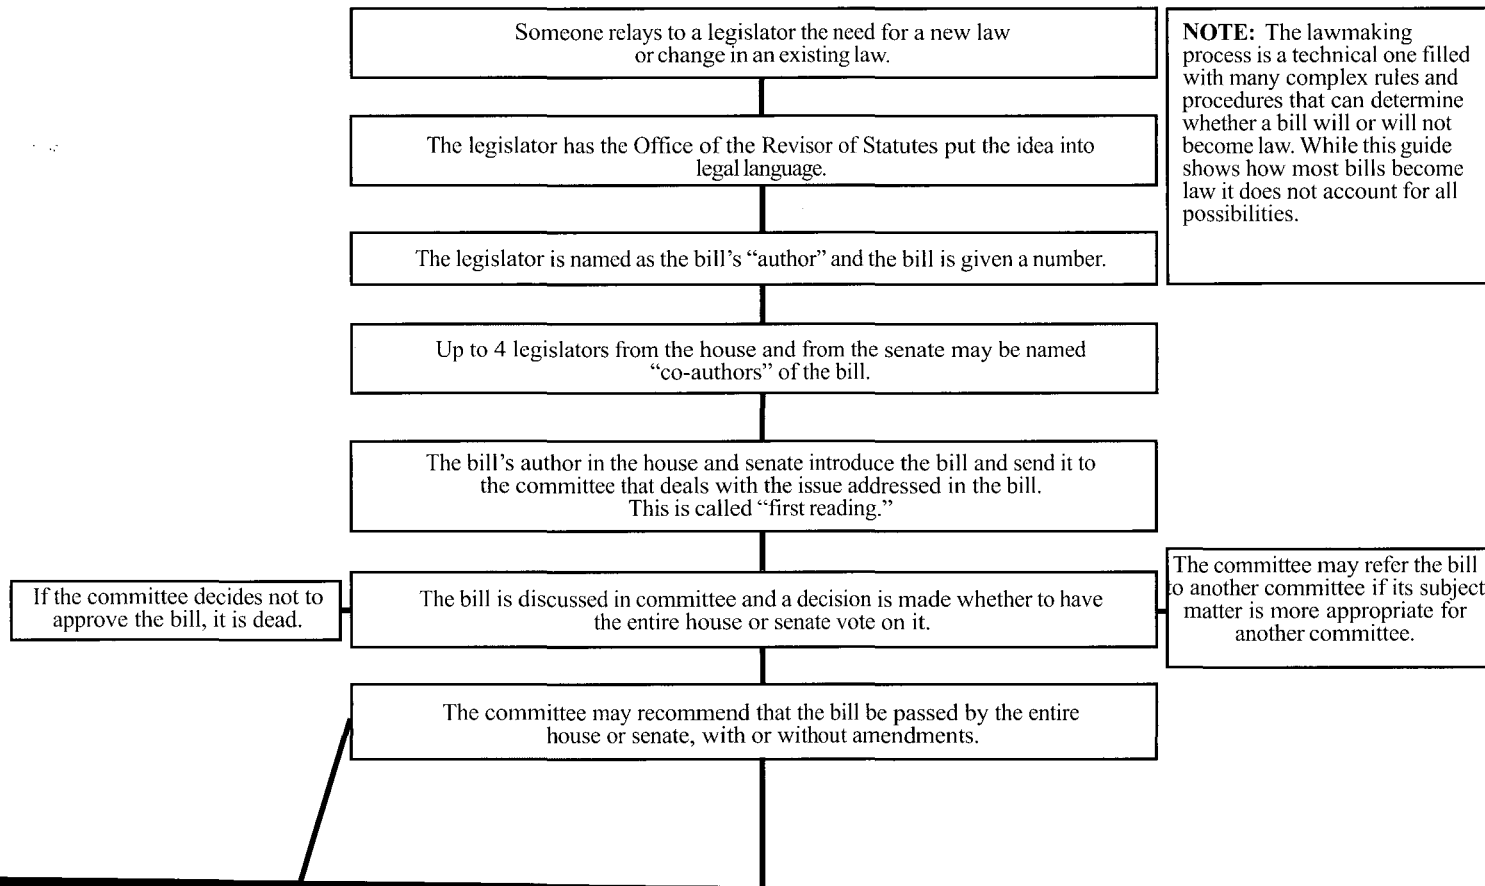 Someone relays to a legislator the need for a new law
or change in an existing law.
NOTE: The lawmaking
process is a technical one filled
with many complex rules and
procedures that can determine
whether a bill will or will not
become law. While this guide
shows how most bills become
law it does not account for all
possibilities.
The legislator has the Office of the Revisor of Statutes put the idea into
legal language.
The legislator is named as the bill's “author” and the bill is given a number.
Up to 4 legislators from the house and from the senate may be named
“co-authors” of the bill.
The bill's author in the house and senate introduce the bill and send it to
the committee that deals with the issue addressed in the bill.
This is called “first reading.”
If the committee decides not to
approve the bill, it is dead.
The bill is discussed in committee and a decision is made whether to have
the entire house or senate vote on it.
The committee may refer the bill
to another committee if its subject
matter is more appropriate for
another committee.
The committee may recommend that the bill be passed by the entire
house or senate, with or without amendments.